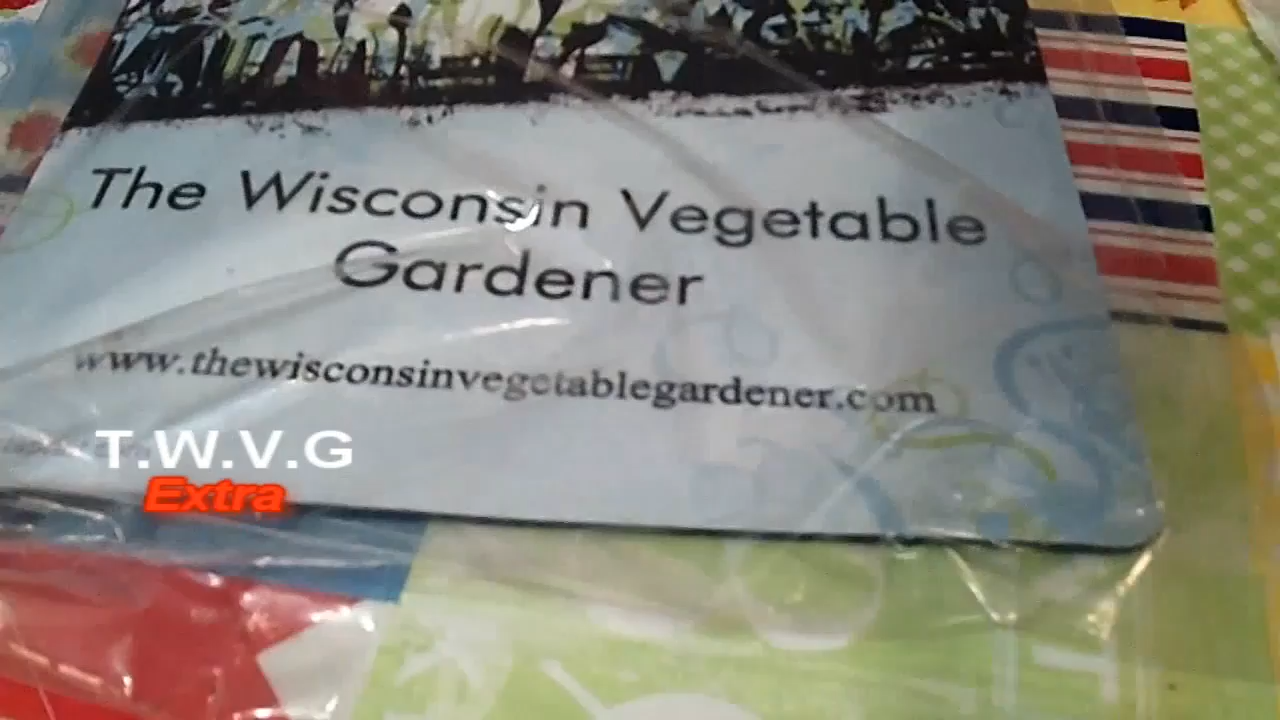 The Wisconsin Vegetable
Gardener
www.thewisconsinvegetablegardener.com
T.W.V.G
Extra